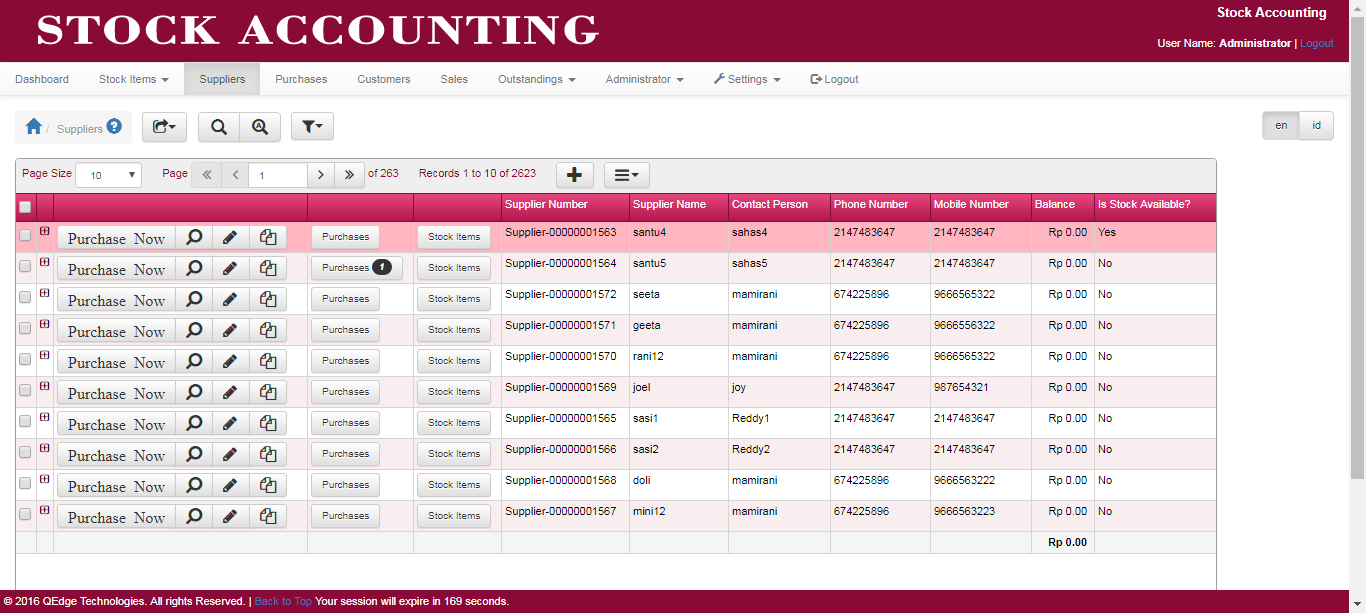 STOCK ACCOUNTING
Stock Accounting
User Name: Administrator | Logout
Dashboard Stock Items Suppliers Purchases Customers Sales Outstandings Administrator Settings Logout
/ Suppliers ?
en id
Page Size 10 Page 1 of 263 Records 1 to 10 of 2623
Supplier Number Supplier Name Contact Person Phone Number Mobile Number Balance Is Stock Available?
Purchase Now Purchases Stock Items Supplier-00000001563 santu4 sahas4 2147483647 2147483647 Rp 0.00 Yes
Purchase Now Purchases 1 Stock Items Supplier-00000001564 santu5 sahas5 2147483647 2147483647 Rp 0.00 No
Purchase Now Purchases Stock Items Supplier-00000001572 seeta mamirani 674225896 9666565322 Rp 0.00 No
Purchase Now Purchases Stock Items Supplier-00000001571 geeta mamirani 674225896 9666556322 Rp 0.00 No
Purchase Now Purchases Stock Items Supplier-00000001570 rani12 mamirani 674225896 9666565322 Rp 0.00 No
Purchase Now Purchases Stock Items Supplier-00000001569 joel joy 2147483647 987654321 Rp 0.00 No
Purchase Now Purchases Stock Items Supplier-00000001565 sasi1 Reddy1 2147483647 2147483647 Rp 0.00 No
Purchase Now Purchases Stock Items Supplier-00000001566 sasi2 Reddy2 2147483647 2147483647 Rp 0.00 No
Purchase Now Purchases Stock Items Supplier-00000001568 doli mamirani 674225896 9666563222 Rp 0.00 No
Purchase Now Purchases Stock Items Supplier-00000001567 mini12 mamirani 674225896 9666563223 Rp 0.00 No
Rp 0.00
© 2016 QEdge Technologies. All rights Reserved. | Back to Top Your session will expire in 169 seconds.